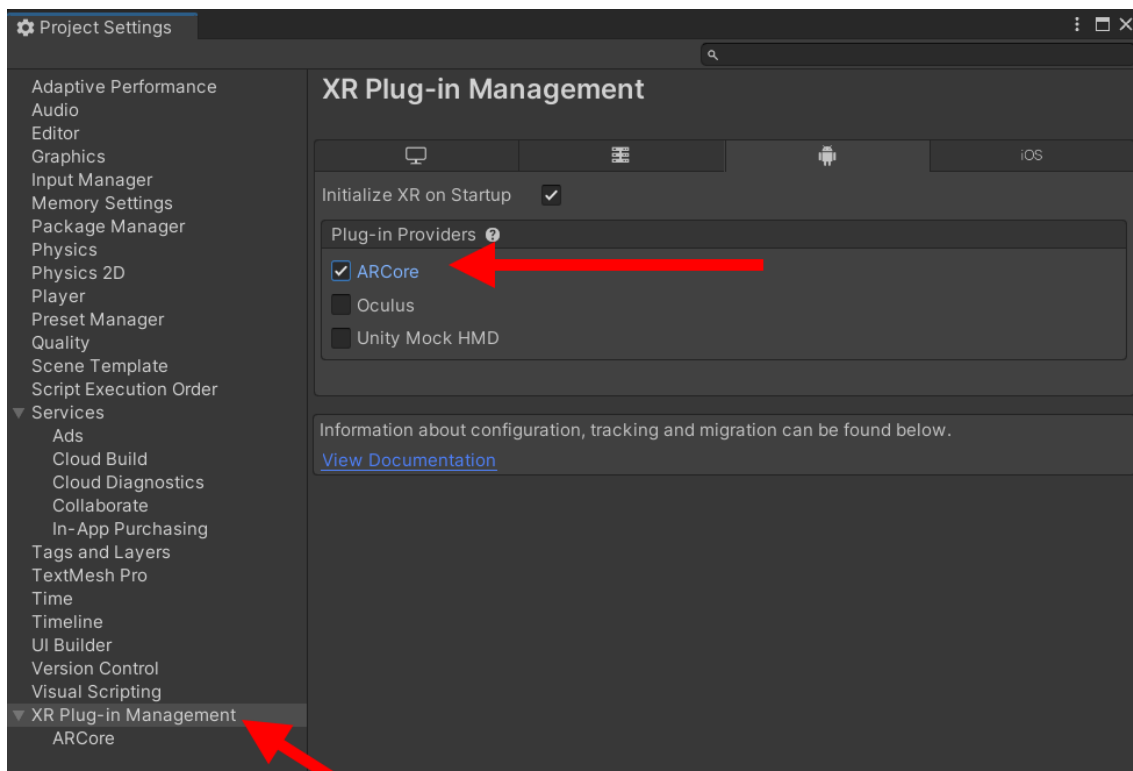 Project Settings
Adaptive Performance
Audio
Editor
Graphics
Input Manager
Memory Settings
Package Manager
Physics
Physics 2D
Player
Preset Manager
Quality
Scene Template
Script Execution Order
Services
Ads
Cloud Build
Cloud Diagnostics
Collaborate
In-App Purchasing
Tags and Layers
TextMesh Pro
Time
Timeline
UI Builder
Version Control
Visual Scripting
XR Plug-in Management
ARCore
XR Plug-in Management
iOS
Initialize XR on Startup
Plug-in Providers
ARCore
Oculus
Unity Mock HMD
Information about configuration, tracking and migration can be found below.
View Documentation